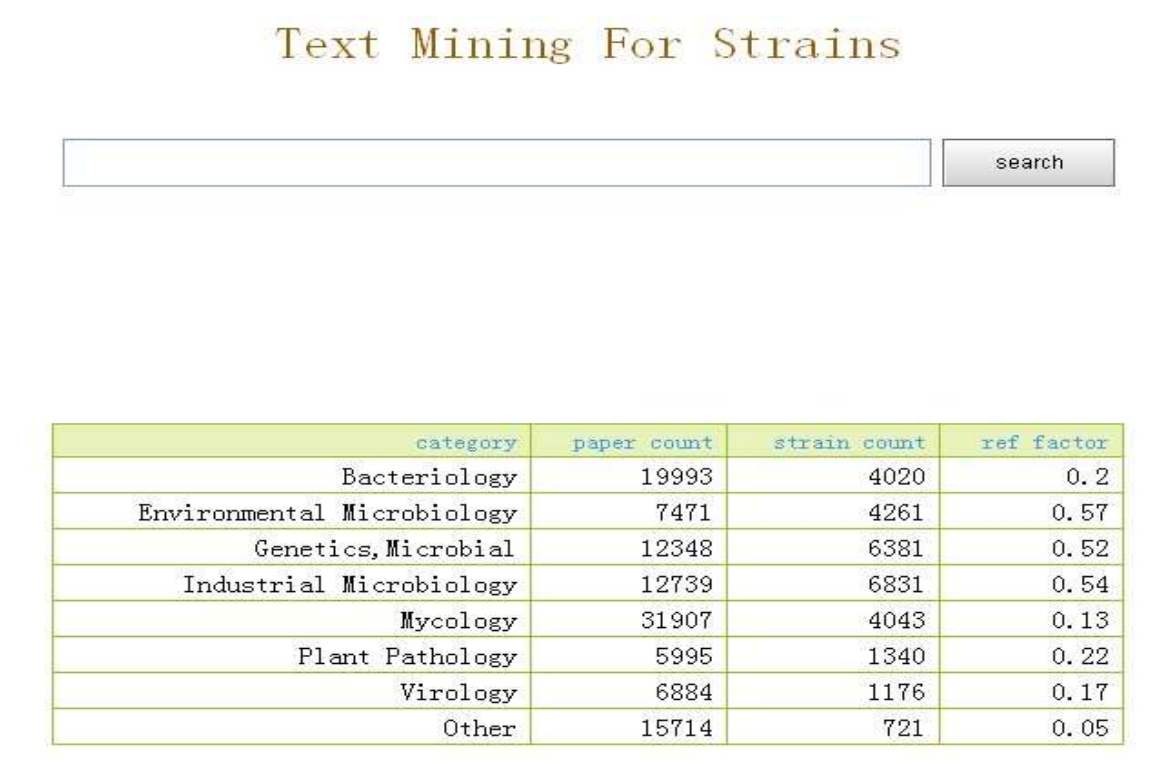 Text Mining For Strains
search
category paper count strain count ref factor
Bacteriology 19993 4020 0.2
Environmental Microbiology 7471 4261 0.57
Genetics,Microbial 12348 6381 0.52
Industrial Microbiology 12739 6831 0.54
Mycology 31907 4043 0.13
Plant Pathology 5995 1340 0.22
Virology 6884 1176 0.17
Other 15714 721 0.05